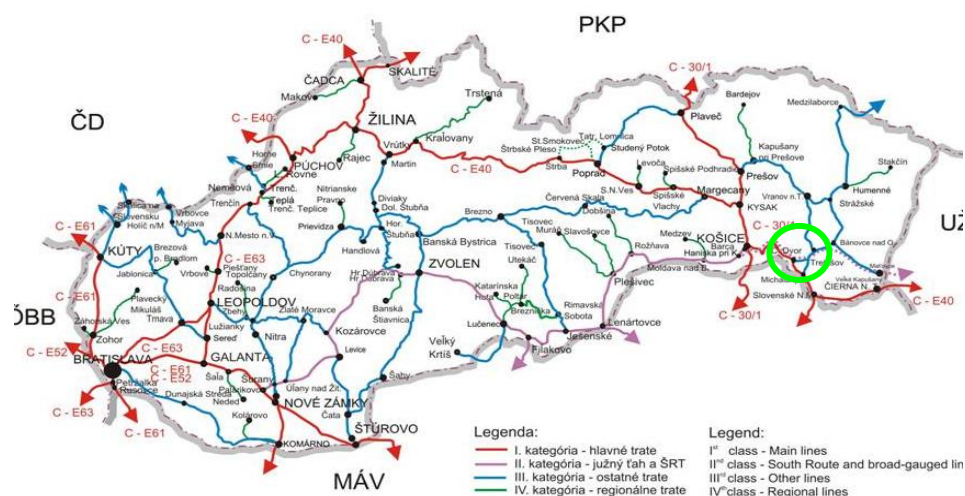 PKP
ČD
ÖBB
MÁV
UŽ
C - E40
SKALITÉ
ČADCA
Makov
Trstená
C - E40
ŽILINA
Kralovany
Vrútky
Martin
PÚCHOV
Rajec
Horné
Nemšová
Trenč.
Teplá
Trenč. Teplice
Trenčín
Nitrianske
Pravno
Prievidza
Handlová
Diviaky
Dol. Štubňa
Hor.
Štubňa
Banská Bystrica
C - E40
C - 30/1
Plaveč
Bardejov
Medzilaborce
Kapušany
pri Prešove
Prešov
Stakčín
Humenné
Strážske
Vranov n.T.
St.Smokovec
Tatr. Lomnica
Štrbské Pleso
Studený Potok
Štrba
Poprad
Levoča
Spišské Podhradie
Margecany
S.N.Ves
Spišské
Vlachy
KYSAK
C - 30/1
KOŠICE
Barca
Haniska pri K.
Medzev
Moldava nad B.
Bánovce nad O.
Trebišov
Slovenské N.M.
Veľké Kapušany
ČIERNA N.T.
C - E40
C - 30/1
Brezno
Červená Skala
Dobšiná
Tisovec
Muráň
Slavošovce
Rožňava
Plešivec
Lenártovce
Tisovec
Utekáč
Katarínska
Huta
Poltár
Breznička
Rimavská
Sobota
Jesenské
Fiľakovo
Lučenec
Veľký
Krtíš
ZVOLEN
Hr.Dúbrava
Banská
Štiavnica
Kozárovce
Levice
Šahy
Čata
ŠTÚROVO
C - E61
Holíč n/M
Vrbovce
Myjava
N.Mesto n.V.
KÚTY
Brezová
p. Bradlom
Jablonica
Vrbové
Piešťany
C - E63
Topoľčany
Radošina
Zbehy
Chynorany
C - E61
Plavecký
Mikuláš
Trnava
LEOPOLDOV
Zlaté Moravce
Záhorská Ves
Zohor
Lužianky
Sereď
Nitra
C - E52
C - E63
BRATISLAVA
GALANTA
C - E61
C - E52
Šaľa
Šurany
Palárikovo
Neded
Úľany nad Žit.
Petržalka
Rusovce
Dunajská Streda
NOVÉ ZÁMKY
Kolárovo
C - E63
C - E61
KOMÁRNO
Legenda:
I. kategória - hlavné trate
II. kategória - južný ťah a ŠRT
III. kategória - ostatné trate
IV. kategória - regionálne trate
Legend:
Ist class - Main lines
IInd class - South Route and broad-gauged lin
IIIrd class - Other lines
IVth class - Regional lines